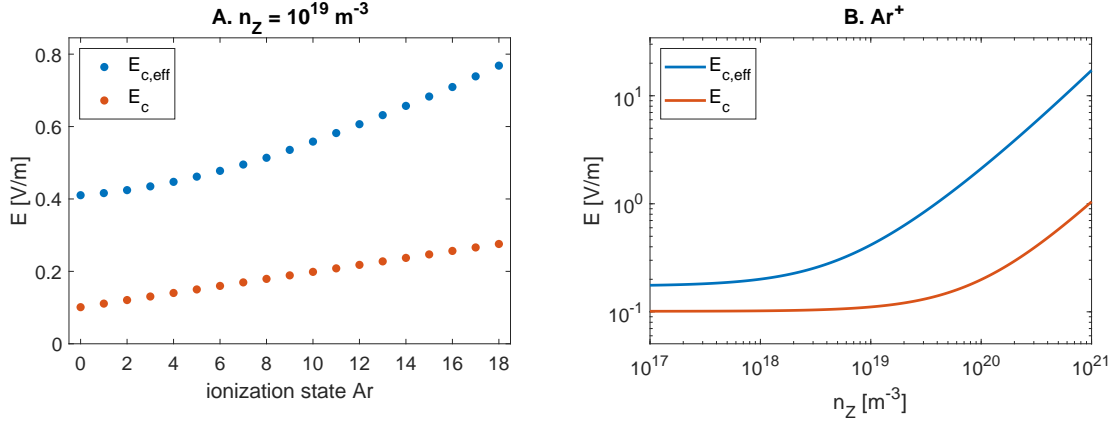 A. n_Z = 10^19 m^-3
E_c,eff
E_c
E [V/m]
0.8
0.6
0.4
0.2
0
0 2 4 6 8 10 12 14 16 18
ionization state Ar
B. Ar^+
E_c,eff
E_c
E [V/m]
10^1
10^0
10^-1
10^17 10^18 10^19 10^20 10^21
n_Z [m^-3]